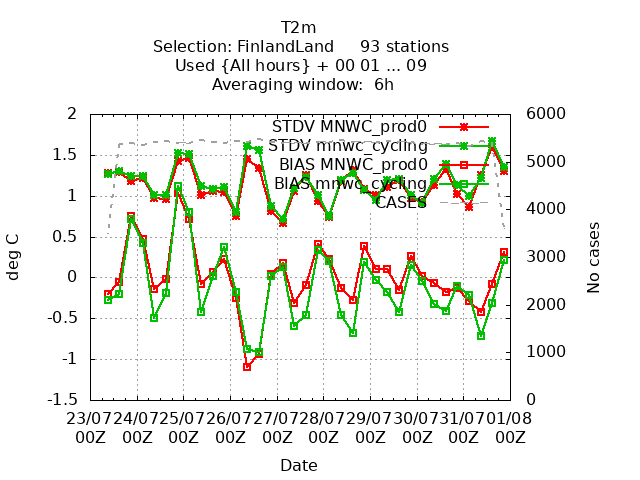 T2m
Selection: FinlandLand 93 stations
Used {All hours} + 00 01 ... 09
Averaging window: 6h
STDV MNWC_prod0
STDV mnwc_cycling
BIAS MNWC_prod0
BIAS mnwc_cycling
CASES
2
1.5
1
0.5
0
-0.5
-1
-1.5
deg C
6000
5000
4000
3000
2000
1000
0
No cases
23/07 24/07 25/07 26/07 27/07 28/07 29/07 30/07 31/07 01/08
00Z 00Z 00Z 00Z 00Z 00Z 00Z 00Z 00Z 00Z
Date